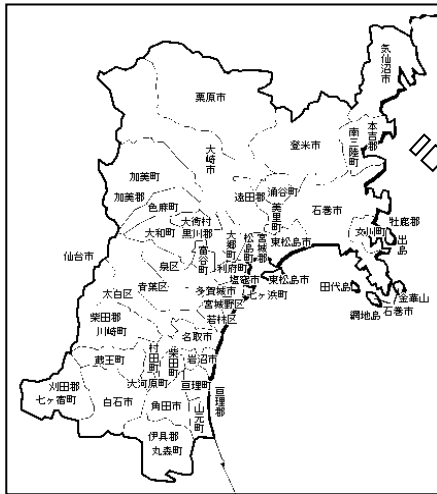 気仙沼市
栗原市
登米市
本吉郡
南三陸町
大崎市
加美町
加美郡
色麻町
遠田郡
涌谷町
美里町
石巻市
大衡村
黒川郡
大和町
富谷町
大郷町
松島町
宮城郡
東松島市
女川町
牡鹿郡
出島
仙台市
泉区
利府町
塩竈市
東松島市
多賀城市
七ヶ浜町
田代島
金華山
網地島
石巻市
青葉区
宮城野区
太白区
若林区
柴田郡
川崎町
名取市
村田町
柴田町
岩沼市
蔵王町
大河原町
亘理町
亘理郡
刈田郡
七ヶ宿町
白石市
角田市
山元町
伊具郡
丸森町